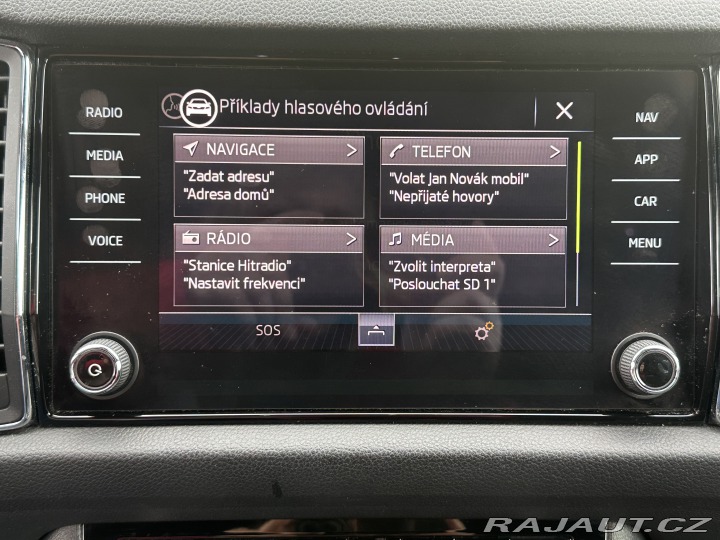 RADIO
MEDIA
PHONE
VOICE
Příklady hlasového ovládání
NAVIGACE
"Zadat adresu"
"Adresa domů"
TELEFON
"Volat Jan Novák mobil"
"Nepřijaté hovory"
RÁDIO
"Stanice Hitradio"
"Nastavit frekvenci"
MÉDIA
"Zvolit interpreta"
"Poslouchat SD 1"
SOS
NAV
APP
CAR
MENU
RAJAUT.CZ